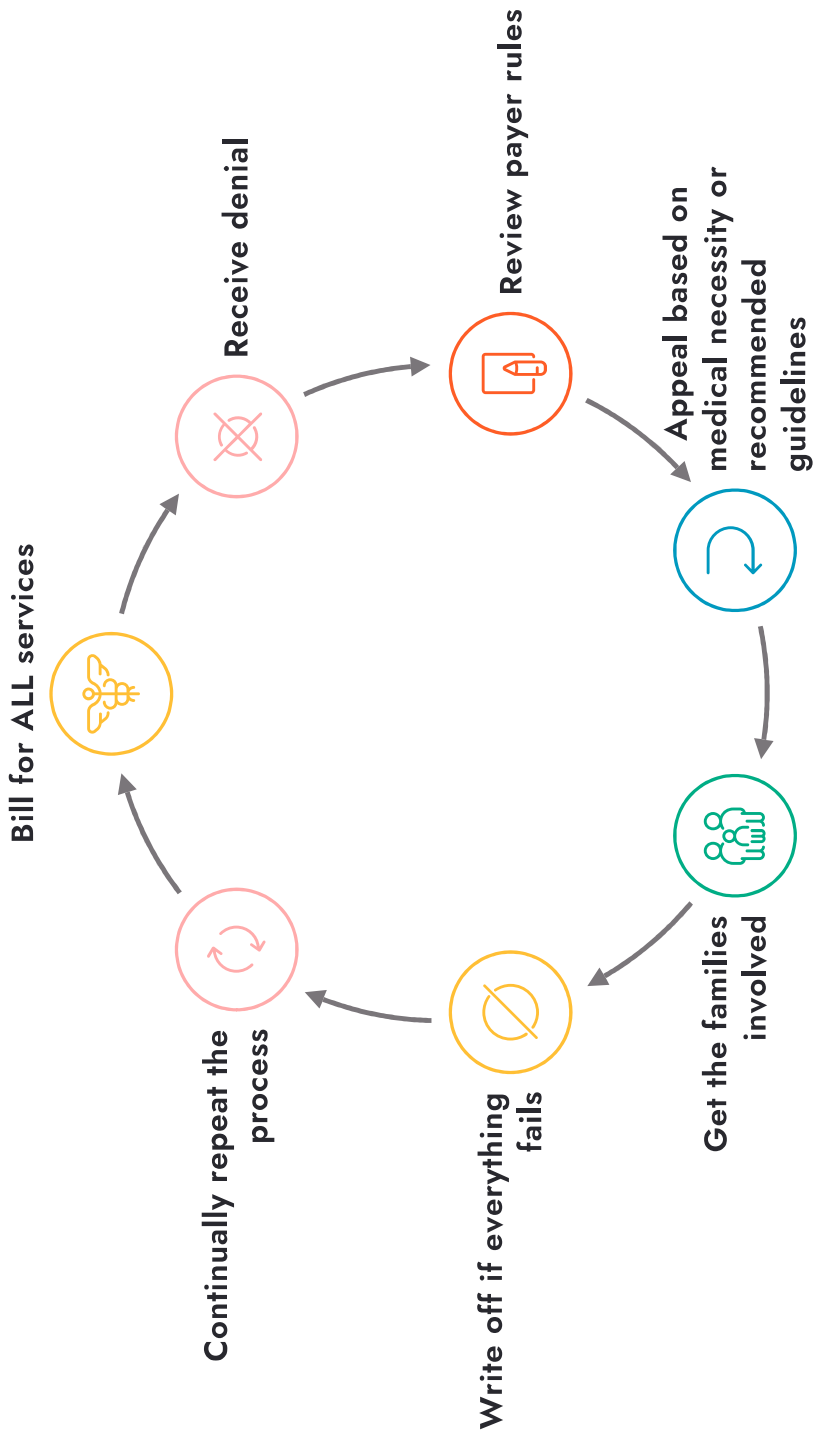 Bill for ALL services
Receive denial
Review payer rules
Appeal based on
medical necessity or
recommended
guidelines
Get the families
involved
Write off if everything
fails
Continually repeat the
process